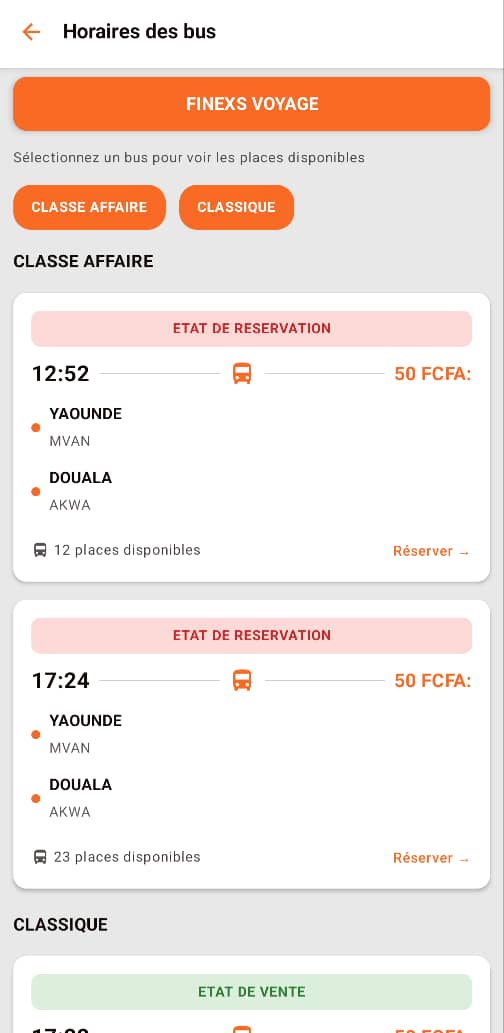 Horaires des bus
FINEXS VOYAGE
Sélectionnez un bus pour voir les places disponibles
CLASSE AFFAIRE
CLASSIQUE
CLASSE AFFAIRE
ETAT DE RESERVATION
12:52 50 FCFA:
YAOUNDE
MVAN
DOUALA
AKWA
12 places disponibles Réserver →
ETAT DE RESERVATION
17:24 50 FCFA:
YAOUNDE
MVAN
DOUALA
AKWA
23 places disponibles Réserver →
CLASSIQUE
ETAT DE VENTE